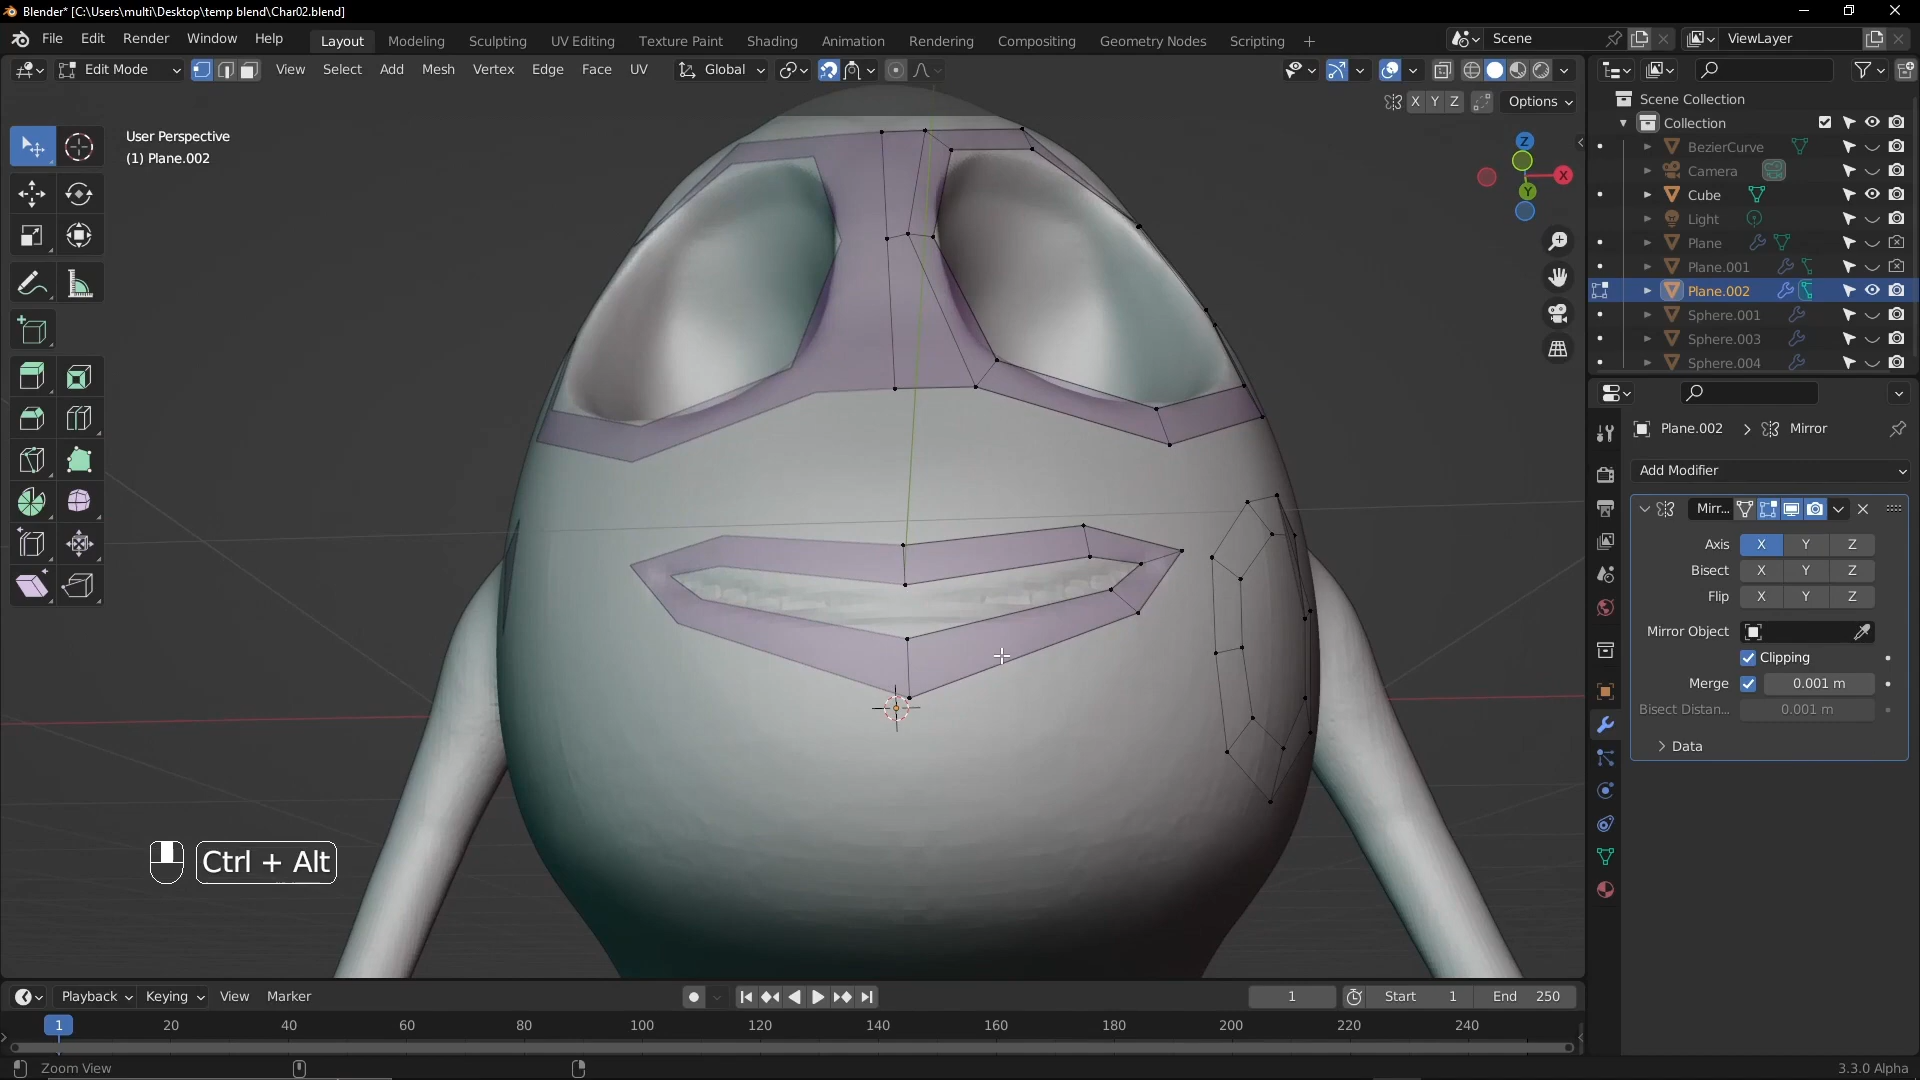 Blender* [C:\Users\multi\Desktop\temp blend\Char02.blend]
File Edit Render Window Help
Layout Modeling Sculpting UV Editing Texture Paint Shading Animation Rendering Compositing Geometry Nodes Scripting +
Scene
ViewLayer
Edit Mode
View Select Add Mesh Vertex Edge Face UV
Global
X Y Z
Options
User Perspective
(1) Plane.002
Z
X
Y
Scene Collection
Collection
BezierCurve
Camera
Cube
Light
Plane
Plane.001
Plane.002
Sphere.001
Sphere.003
Sphere.004
Plane.002 > Mirror
Add Modifier
Mirr...
Axis X Y Z
Bisect X Y Z
Flip X Y Z
Mirror Object
Clipping
Merge 0.001 m
Bisect Distan... 0.001 m
Data
Ctrl + Alt
Playback Keying View Marker
1
Start 1
End 250
1 20 40 60 80 100 120 140 160 180 200 220 240
Zoom View
3.3.0 Alpha